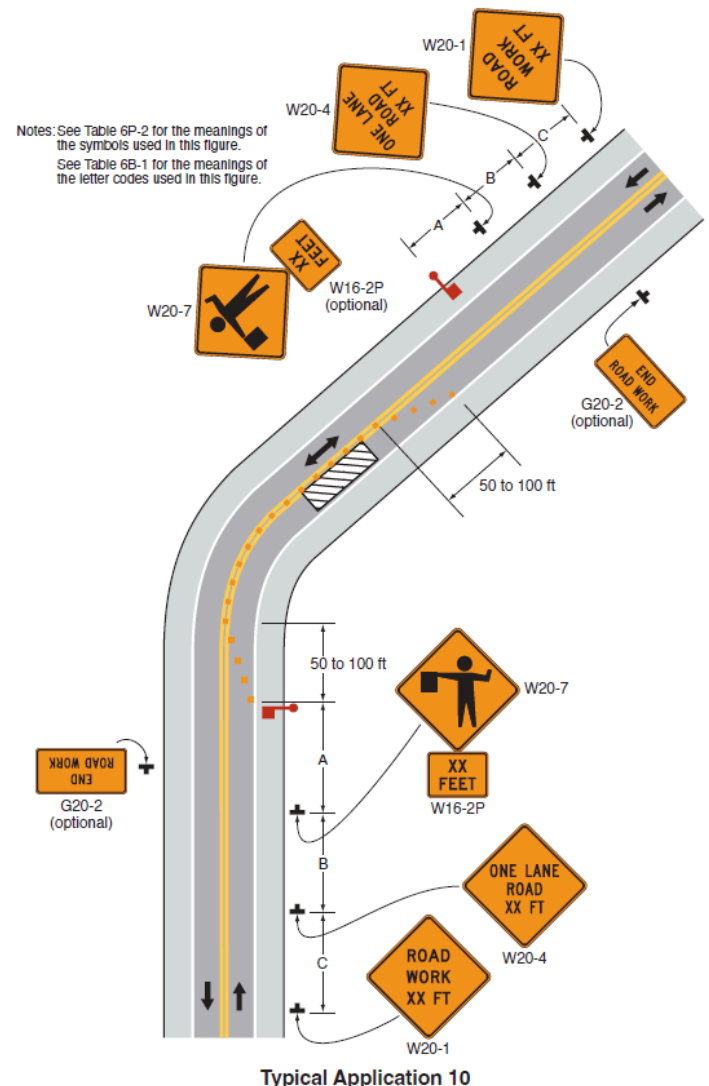 W20-1
ROAD
WORK
XX FT
W20-4
ONE LANE
ROAD
XX FT
C
B
A
Notes: See Table 6P-2 for the meanings of
the symbols used in this figure.
See Table 6B-1 for the meanings of
the letter codes used in this figure.
XX
FEET
W16-2P
(optional)
W20-7
END
ROAD WORK
G20-2
(optional)
50 to 100 ft
50 to 100 ft
W20-7
XX
FEET
W16-2P
A
END
ROAD WORK
G20-2
(optional)
B
ONE LANE
ROAD
XX FT
W20-4
C
ROAD
WORK
XX FT
W20-1
Typical Application 10